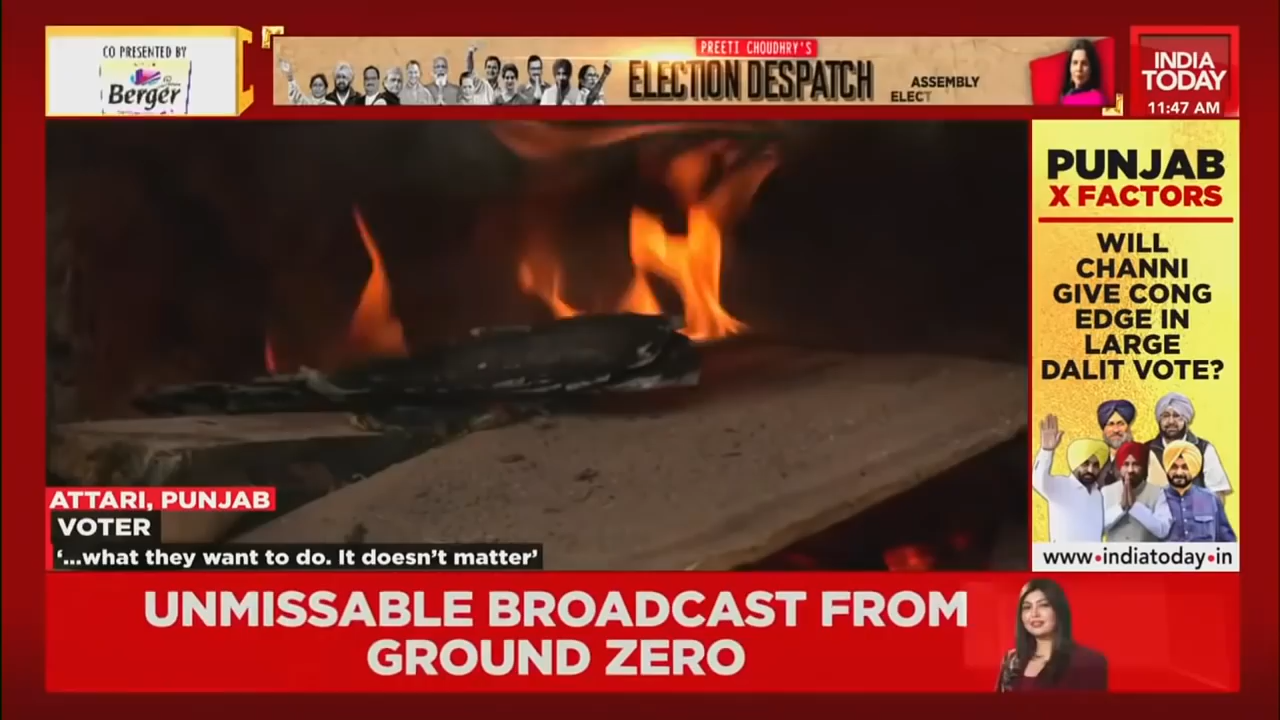 CO PRESENTED BY
Berger
PREETI CHOUDHRY'S
ELECTION DESPATCH
ASSEMBLY
ELECT
INDIA
TODAY
11:47 AM
PUNJAB
X FACTORS
WILL
CHANNI
GIVE CONG
EDGE IN
LARGE
DALIT VOTE?
www•indiatoday•in
ATTARI, PUNJAB
VOTER
‘...what they want to do. It doesn’t matter’
UNMISSABLE BROADCAST FROM
GROUND ZERO